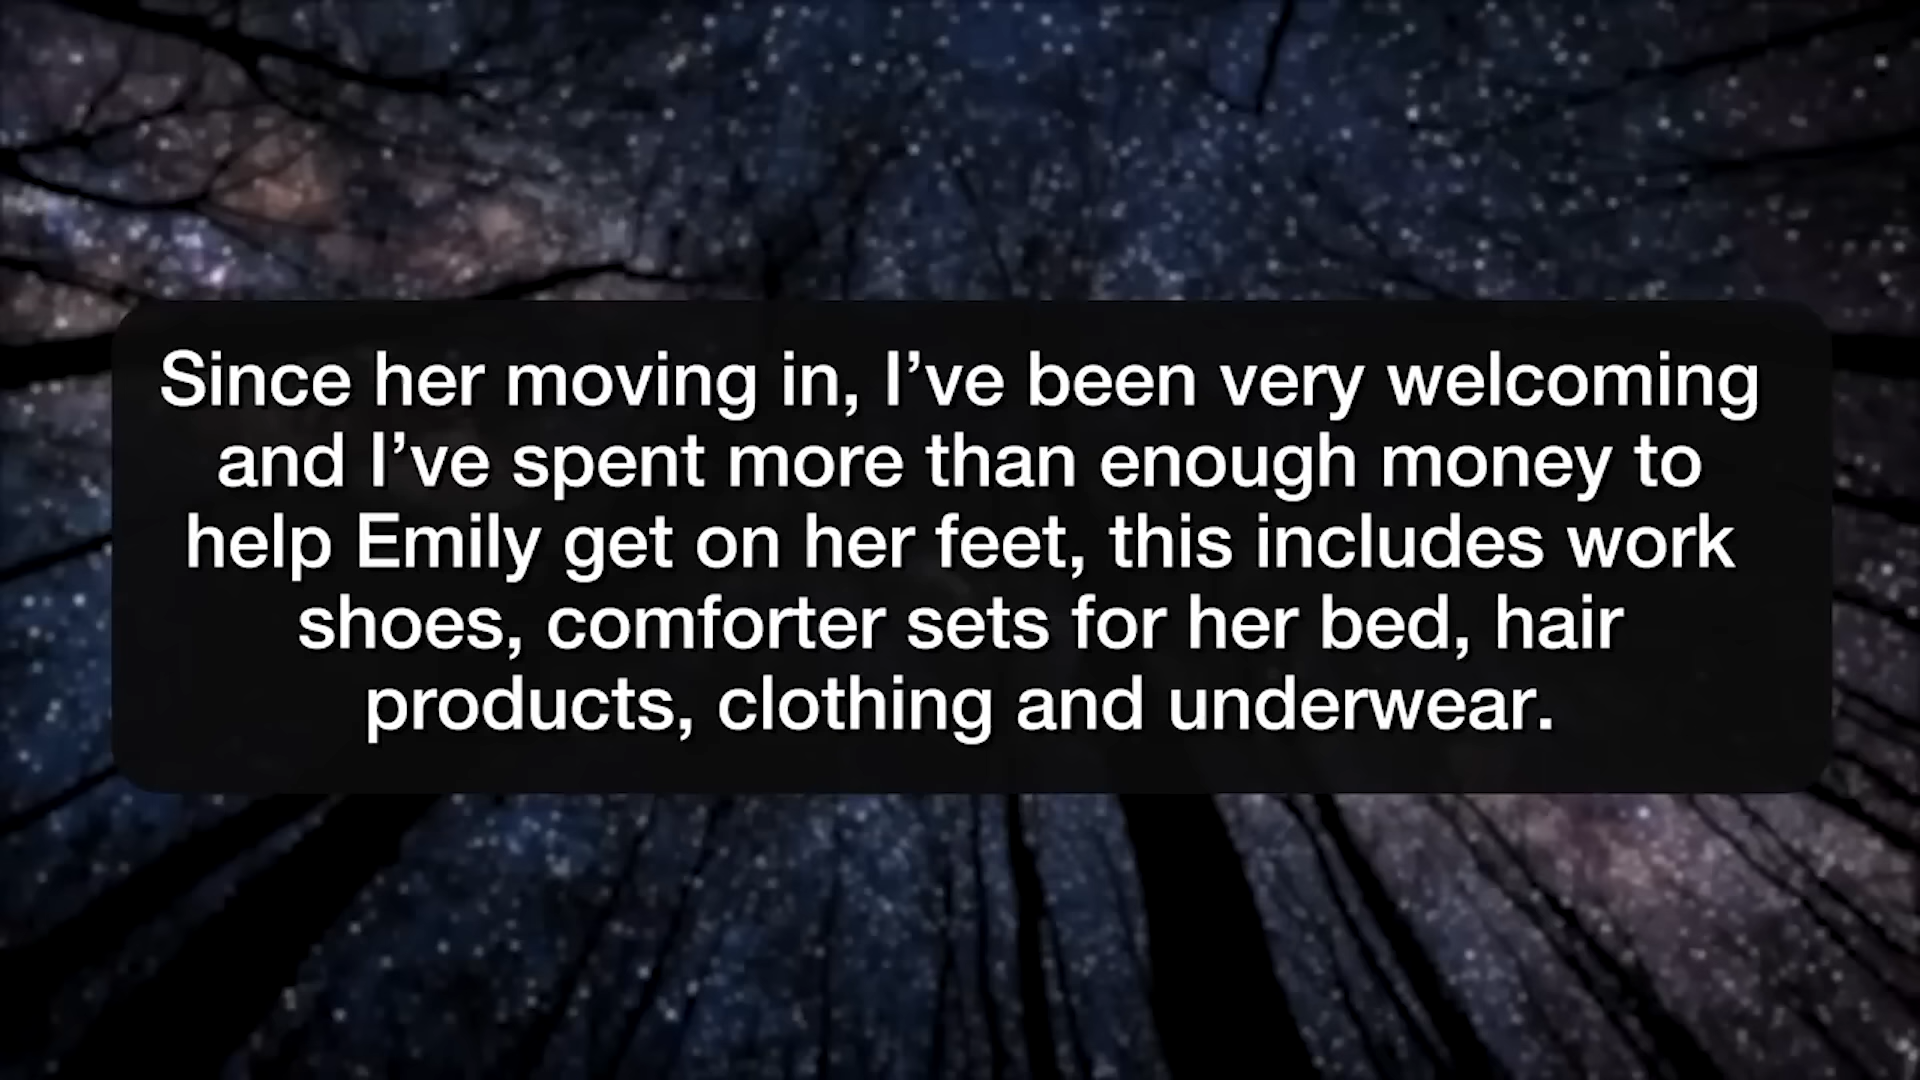 Since her moving in, I’ve been very welcoming
and I’ve spent more than enough money to
help Emily get on her feet, this includes work
shoes, comforter sets for her bed, hair
products, clothing and underwear.